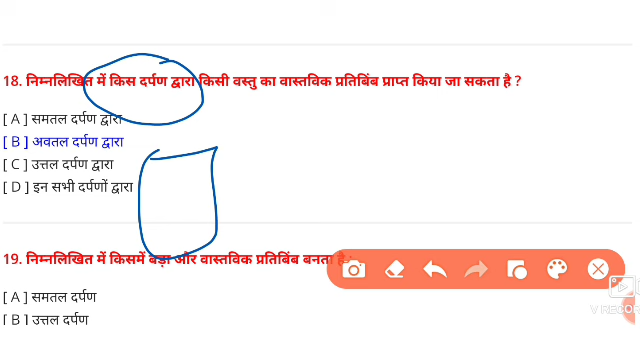 18. निम्नलिखित में किस दर्पण द्वारा किसी वस्तु का वास्तविक प्रतिबिंब प्राप्त किया जा सकता है ?
[ A ] समतल दर्पण द्वारा
[ B ] अवतल दर्पण द्वारा
[ C ] उत्तल दर्पण द्वारा
[ D ] इन सभी दर्पणों द्वारा
19. निम्नलिखित में किसमें बड़ा और वास्तविक प्रतिबिंब बनता है
[ A ] समतल दर्पण
[ B ] उत्तल दर्पण
V RECOR